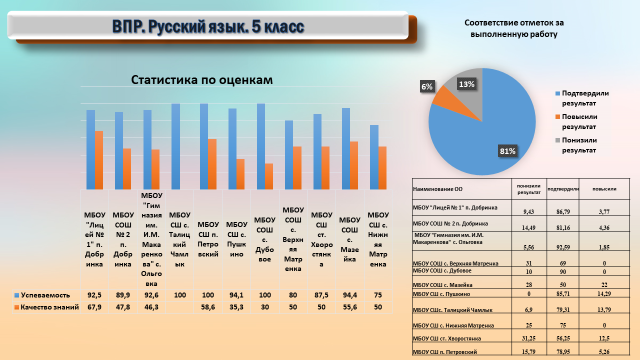 ВПР. Русский язык. 5 класс
Статистика по оценкам
МБОУ "Лицей № 1" п. Добринка
МБОУ СОШ № 2 п. Добринка
МБОУ "Гимназия им. И.М. Макаренкова" с. Ольговка
МБОУ СШ с. Талицкий Чамлык
МБОУ СШ п. Петровский
МБОУ СШ с. Пушкино
МБОУ СОШ с. Дубовое
МБОУ СОШ с. Верхняя Матренка
МБОУ СШ ст. Хворостянка
МБОУ СОШ с. Мазейка
МБОУ СШ с. Нижняя Матренка
Успеваемость 92,5 89,9 92,6 100 100 94,1 100 80 87,5 94,4 75
Качество знаний 67,9 47,8 46,3 58,6 35,3 30 50 50 55,6 50
Соответствие отметок за
выполненную работу
6%
13%
81%
Подтвердили
результат
Повысили
результат
Понизили
результат
Наименование ОО понизили результат подтвердили повысили
МБОУ "Лицей № 1" п. Добринка 9,43 86,79 3,77
МБОУ СОШ № 2 п. Добринка 14,49 81,16 4,36
МБОУ "Гимназия им. И.М.
Макаренкова" с. Ольговка 5,56 92,59 1,85
МБОУ СОШ с. Верхняя Матренка 31 69 0
МБОУ СОШ с. Дубовое 10 90 0
МБОУ СОШ с. Мазейка 28 50 22
МБОУ СШ с. Пушкино 0 85,71 14,29
МБОУ СШс. Талицкий Чамлык 6,9 79,31 13,79
МБОУ СШ с. Нижняя Матренка 25 75 0
МБОУ СШ ст. Хворостянка 31,25 56,25 12,5
МБОУ СШ п. Петровский 15,79 78,95 5,26